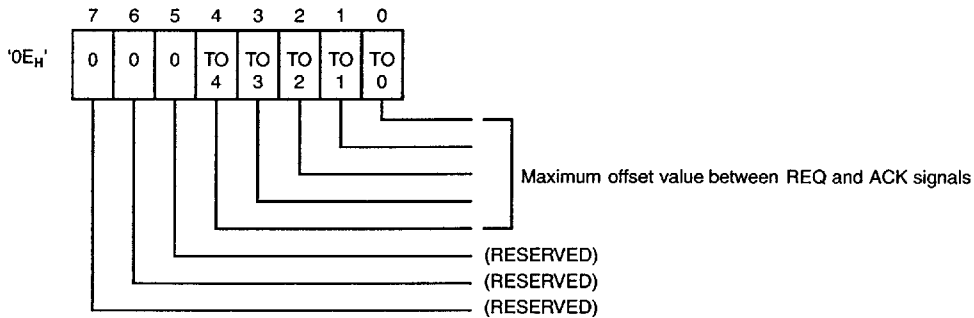 7 6 5 4 3 2 1 0
'0E_H' 0 0 0 TO 4 TO 3 TO 2 TO 1 TO 0
Maximum offset value between REQ and ACK signals
(RESERVED)
(RESERVED)
(RESERVED)